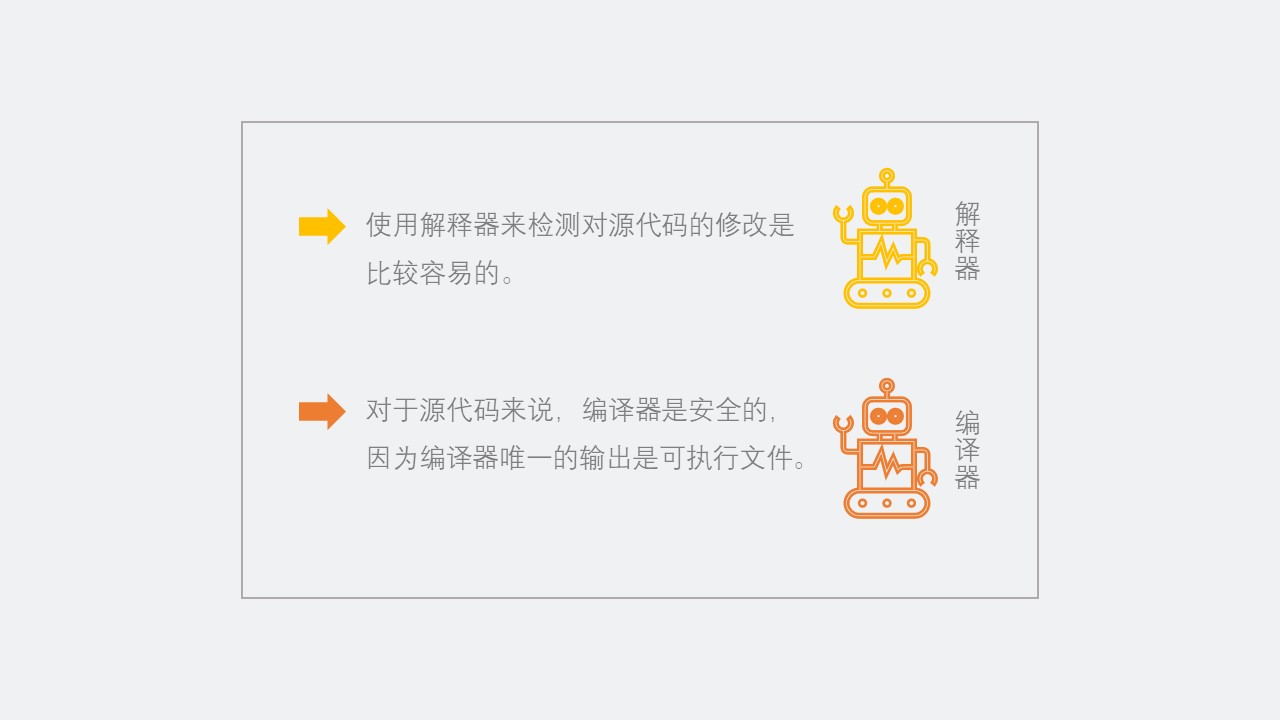 使用解释器来检测对源代码的修改是
比较容易的。
解释器
对于源代码来说，编译器是安全的，
因为编译器唯一的输出是可执行文件。
编译器